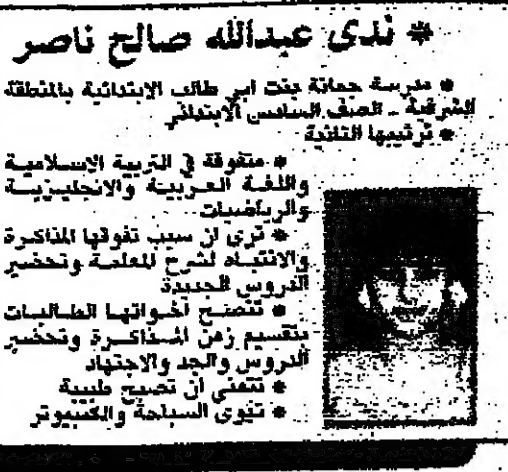 * ندى عبدالله صالح ناصر
* مدرسة حمانة بنت ابي طالب الابتدائية بالمنطقة
الشرقية - الصف السادس الابتدائي
* ترتيبها الثانية
* متفوقة في التربية الاسلامية
واللغة العربية والانجليزية
والرياضيات
* ترى ان سبب تفوقها المذاكرة
والانتباه لشرح المعلمة وتحضير
الدروس الجديدة
* تنصح اخواتها الطالبات
بتقسيم زمن المذاكرة وتحضير
الدروس والجد والاجتهاد
* تتمنى ان تصبح طبيبة
* تهوى السباحة والكمبيوتر